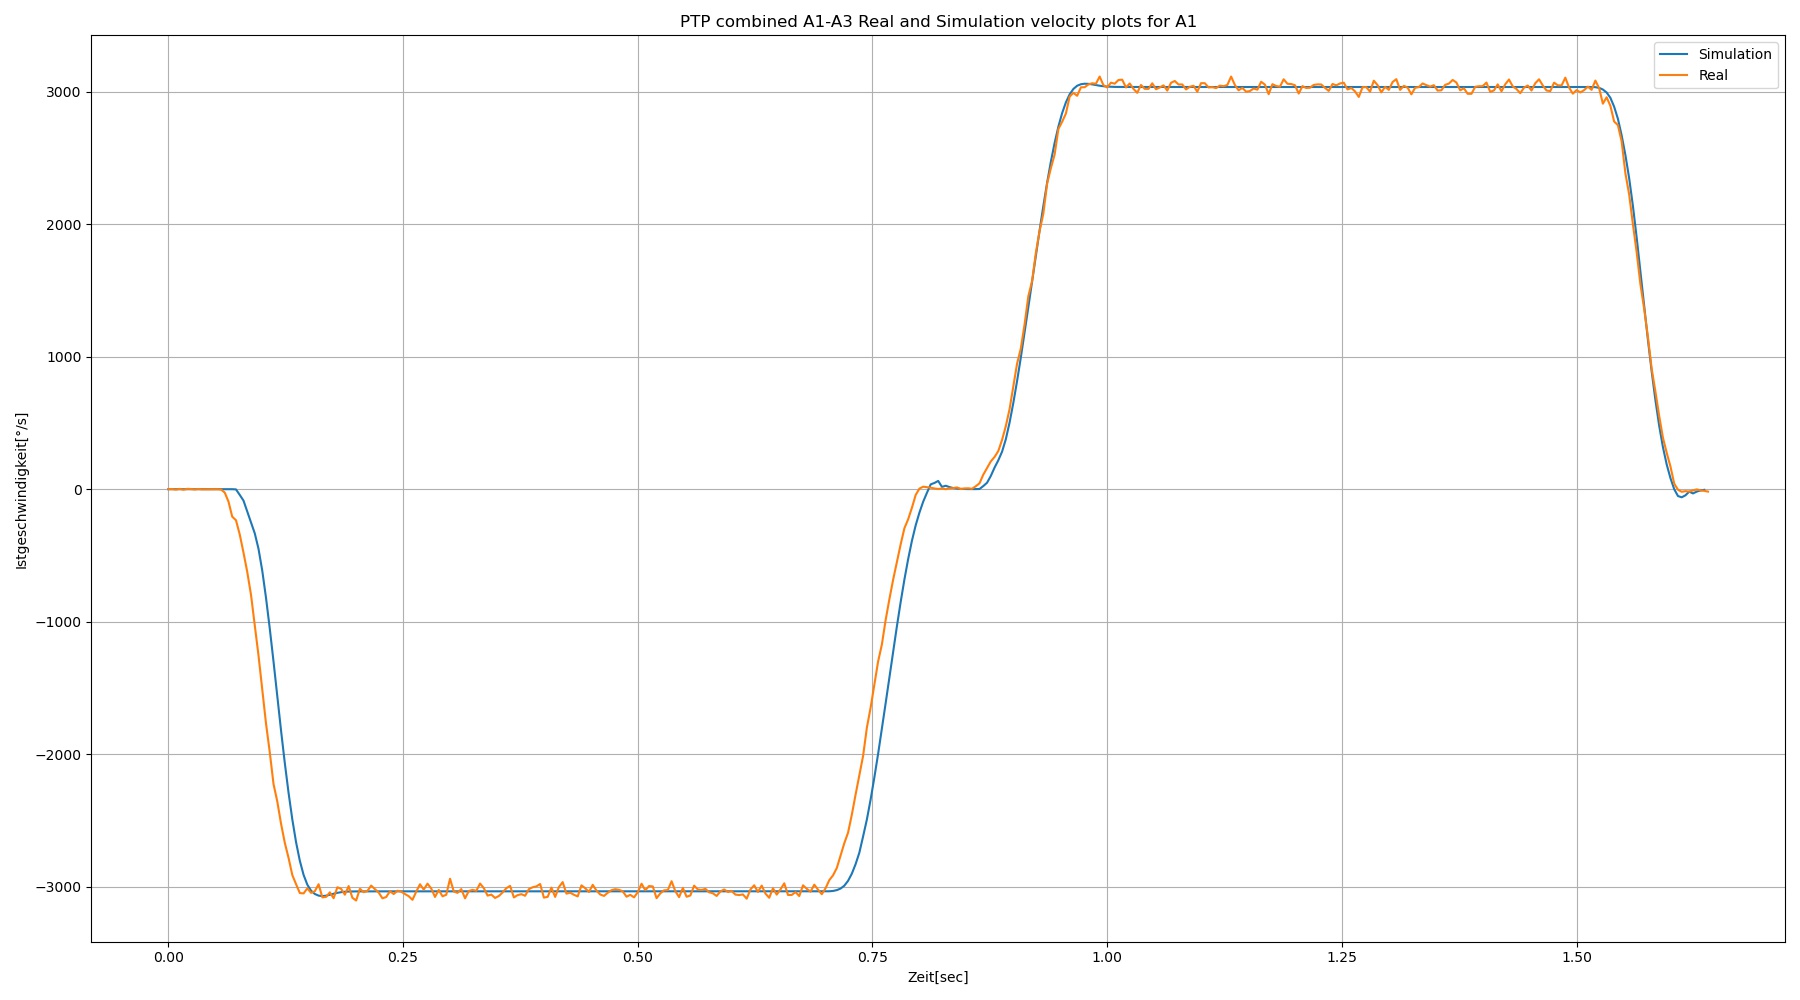 PTP combined A1-A3 Real and Simulation velocity plots for A1
Simulation
Real
3000
2000
1000
0
−1000
−2000
−3000
Istgeschwindigkeit[°/s]
0.00 0.25 0.50 0.75 1.00 1.25 1.50
Zeit[sec]